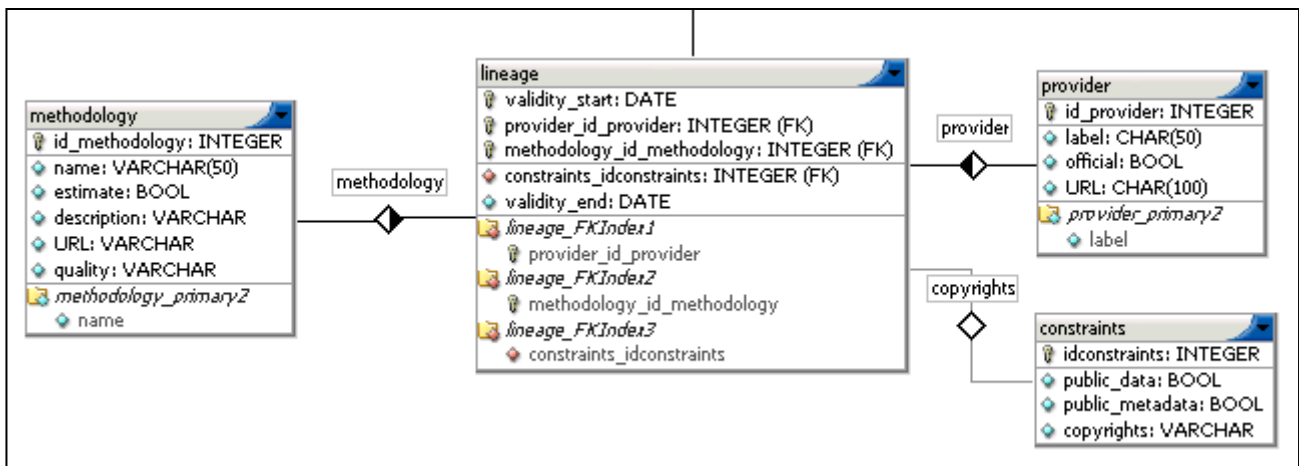 methodology
id_methodology: INTEGER
name: VARCHAR(50)
estimate: BOOL
description: VARCHAR
URL: VARCHAR
quality: VARCHAR
methodology_primary2
name
methodology
lineage
validity_start: DATE
provider_id_provider: INTEGER (FK)
methodology_id_methodology: INTEGER (FK)
constraints_idconstraints: INTEGER (FK)
validity_end: DATE
lineage_FKIndex1
provider_id_provider
lineage_FKIndex2
methodology_id_methodology
lineage_FKIndex3
constraints_idconstraints
provider
provider
id_provider: INTEGER
label: CHAR(50)
official: BOOL
URL: CHAR(100)
provider_primary2
label
copyrights
constraints
idconstraints: INTEGER
public_data: BOOL
public_metadata: BOOL
copyrights: VARCHAR